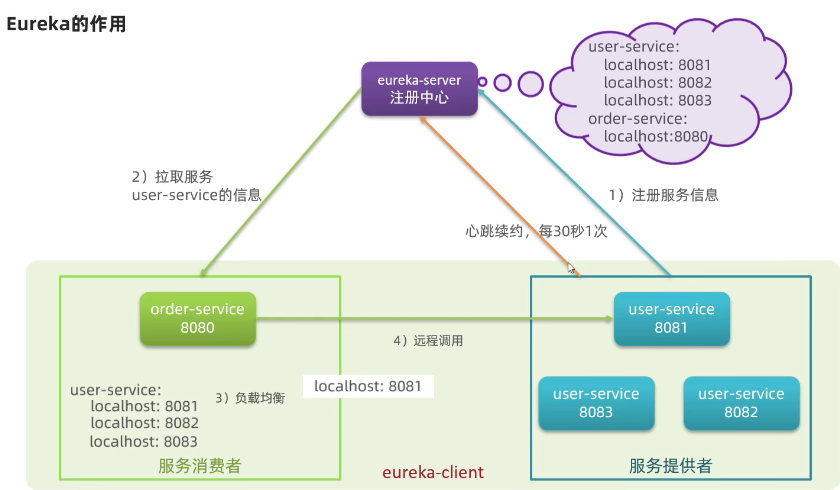 Eureka的作用
eureka-server
注册中心
user-service:
localhost: 8081
localhost: 8082
localhost: 8083
order-service:
localhost:8080
2）拉取服务
user-service的信息
1）注册服务信息
心跳续约，每30秒1次
order-service
8080
user-service
8081
4）远程调用
user-service:
localhost: 8081
localhost: 8082
localhost: 8083
3）负载均衡
localhost: 8081
user-service
8083
user-service
8082
服务消费者
eureka-client
服务提供者